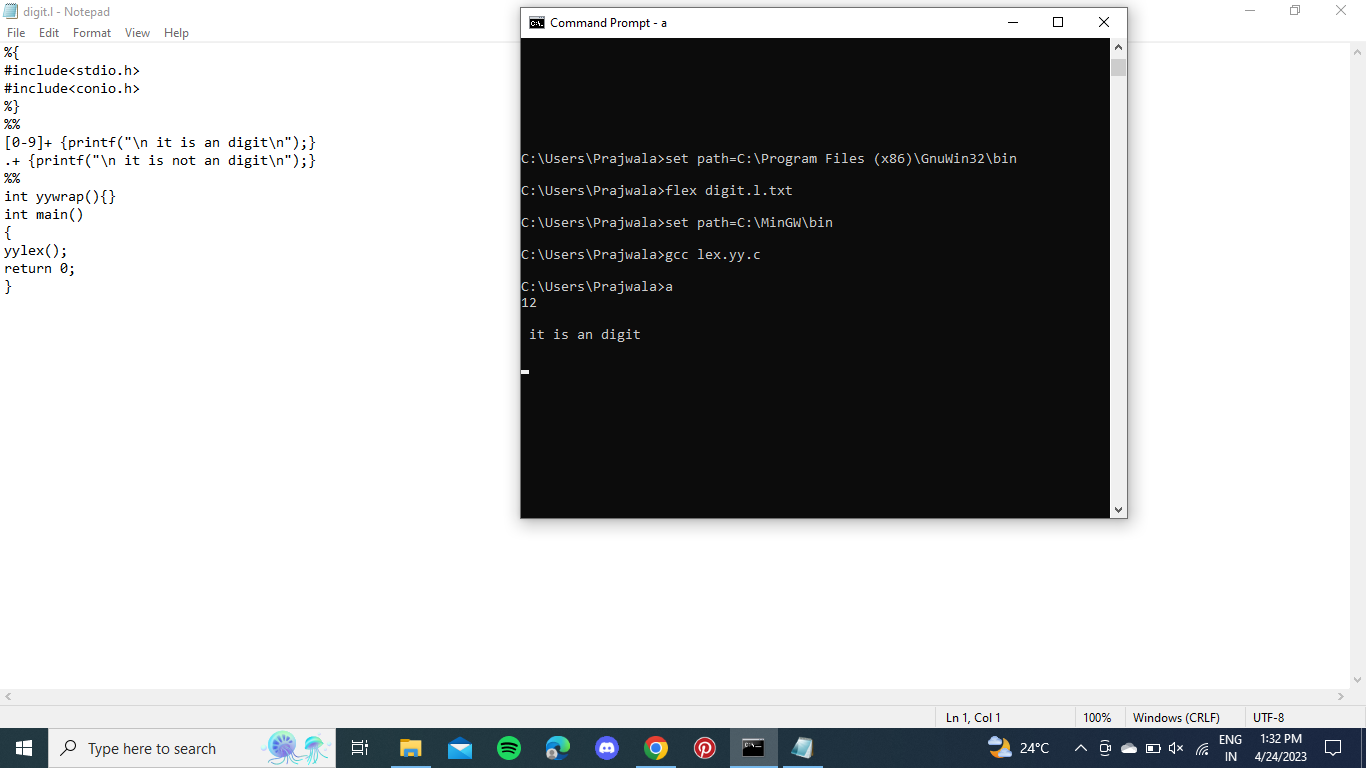 digit.l - Notepad
File Edit Format View Help
%{
#include<stdio.h>
#include<conio.h>
%}
%%
[0-9]+ {printf("\n it is an digit\n");}
.+ {printf("\n it is not an digit\n");}
%%
int yywrap(){}
int main()
{
yylex();
return 0;
}
Command Prompt - a
C:\Users\Prajwala>set path=C:\Program Files (x86)\GnuWin32\bin
C:\Users\Prajwala>flex digit.l.txt
C:\Users\Prajwala>set path=C:\MinGW\bin
C:\Users\Prajwala>gcc lex.yy.c
C:\Users\Prajwala>a
12
it is an digit
Ln 1, Col 1 100% Windows (CRLF) UTF-8
Type here to search
24°C
ENG
IN
1:32 PM
4/24/2023